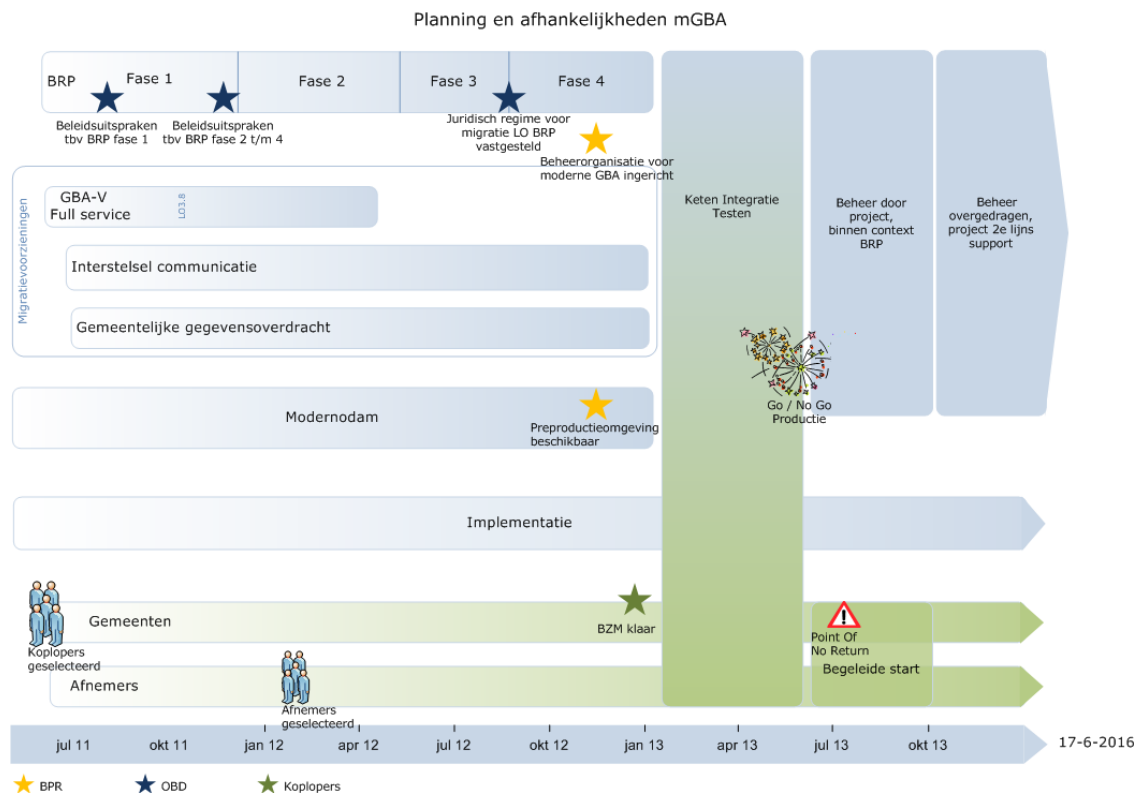 Planning en afhankelijkheden mGBA
BRP
Fase 1
Fase 2
Fase 3
Fase 4
Beleidsuitspraken
tbv BRP fase 1
Beleidsuitspraken
tbv BRP fase 2 t/m 4
Juridisch regime voor
migratie LO BRP
vastgesteld
Beheerorganisatie voor
moderne GBA ingericht
Migratievoorzieningen
GBA-V
Full service
LO3.8
Interstelsel communicatie
Gemeentelijke gegevensoverdracht
Keten Integratie
Testen
Beheer door
project,
binnen context
BRP
Beheer
overgedragen,
project 2e lijns
support
Go / No Go
Productie
Modernodam
Preproductieomgeving
beschikbaar
Implementatie
Gemeenten
Koplopers
geselecteerd
BZM klaar
Point Of
No Return
Begeleide start
Afnemers
Afnemers
geselecteerd
jul 11
okt 11
jan 12
apr 12
jul 12
okt 12
jan 13
apr 13
jul 13
okt 13
17-6-2016
BPR
OBD
Koplopers